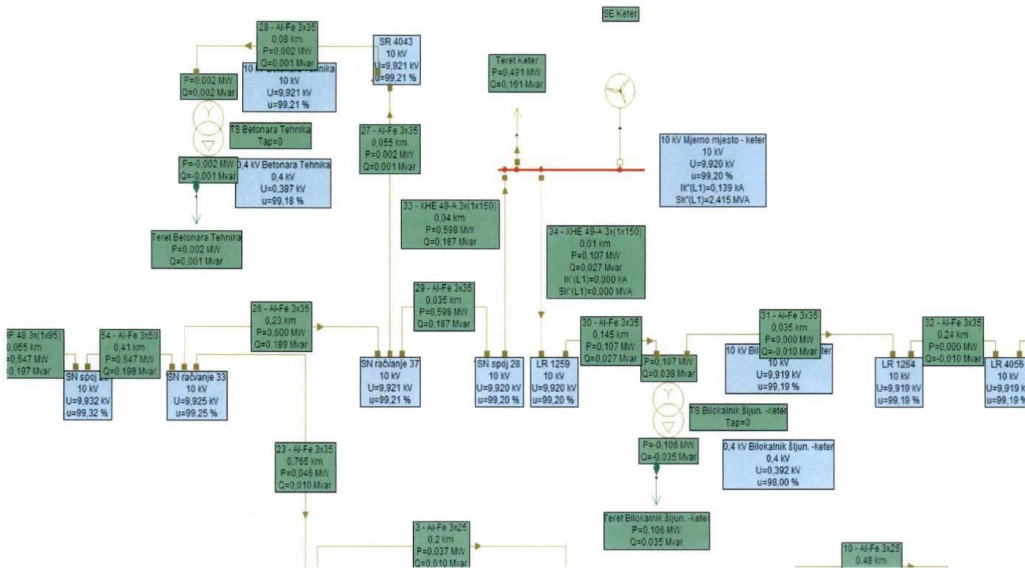 SE Keter
28 - Al-Fe 3x35
0,08 km
P=0,002 MW
Q=0,001 Mvar
SR 4043
10 kV
U=9,921 kV
u=99,21 %
Teret Keter
P=0,491 MW
Q=0,161 Mvar
P=0,002 MW
Q=0,002 Mvar
10 kV
U=9,921 kV
u=99,21 %
TS Betonara Tehnika
Tap=0
27 - Al-Fe 3x35
0,055 km
P=0,002 MW
Q=0,001 Mvar
10 kV Mjerno mjesto - keter
10 kV
U=9,920 kV
u=99,20 %
Ik"(L1)=0,139 kA
Sk"(L1)=2,415 MVA
P=-0,002 MW
Q=-0,001 Mvar
0,4 kV Betonara Tehnika
0,4 kV
U=0,397 kV
u=99,18 %
33 - XHE 49-A 3x(1x150)
0,04 km
P=0,598 MW
Q=0,187 Mvar
34 - XHE 49-A 3x(1x150)
0,01 km
P=0,107 MW
Q=0,027 Mvar
Ik"(L1)=0,000 kA
Sk"(L1)=0,000 MVA
Teret Betonara Tehnika
P=0,002 MW
Q=0,001 Mvar
26 - Al-Fe 3x35
0,23 km
P=0,600 MW
Q=0,189 Mvar
29 - Al-Fe 3x35
0,035 km
P=0,598 MW
Q=0,187 Mvar
48 3x(1x95)
0,055 km
=0,647 MW
=0,197 Mvar
54 - Al-Fe 3x50
0,41 km
P=0,647 MW
Q=0,198 Mvar
30 - Al-Fe 3x35
0,145 km
P=0,107 MW
Q=0,027 Mvar
31 - Al-Fe 3x35
0,035 km
P=0,000 MW
Q=-0,010 Mvar
32 - Al-Fe 3x35
0,24 km
P=0,000 MW
Q=-0,010 Mvar
SN spoj
10 kV
U=9,932 kV
u=99,32 %
SN račvanje 33
10 kV
U=9,925 kV
u=99,25 %
SN račvanje 37
10 kV
U=9,921 kV
u=99,21 %
SN spoj 28
10 kV
U=9,920 kV
u=99,20 %
LR 1259
10 kV
U=9,920 kV
u=99,20 %
P=0,107 MW
Q=0,038 Mvar
10 kV
U=9,919 kV
u=99,19 %
LR 1264
10 kV
U=9,919 kV
u=99,19 %
LR 4056
10 kV
U=9,919 kV
u=99,19 %
TS Bilokalnik šljun. -keter
Tap=0
P=-0,106 MW
Q=-0,035 Mvar
0,4 kV Bilokalnik šljun. -keter
0,4 kV
U=0,392 kV
u=98,00 %
23 - Al-Fe 3x35
0,765 km
P=0,046 MW
Q=0,010 Mvar
Teret Bilokalnik šljun. -keter
P=0,106 MW
Q=0,035 Mvar
3 - Al-Fe 3x25
0,2 km
P=0,037 MW
Q=0,010 Mvar
10 - Al-Fe 3x25
0,48 km